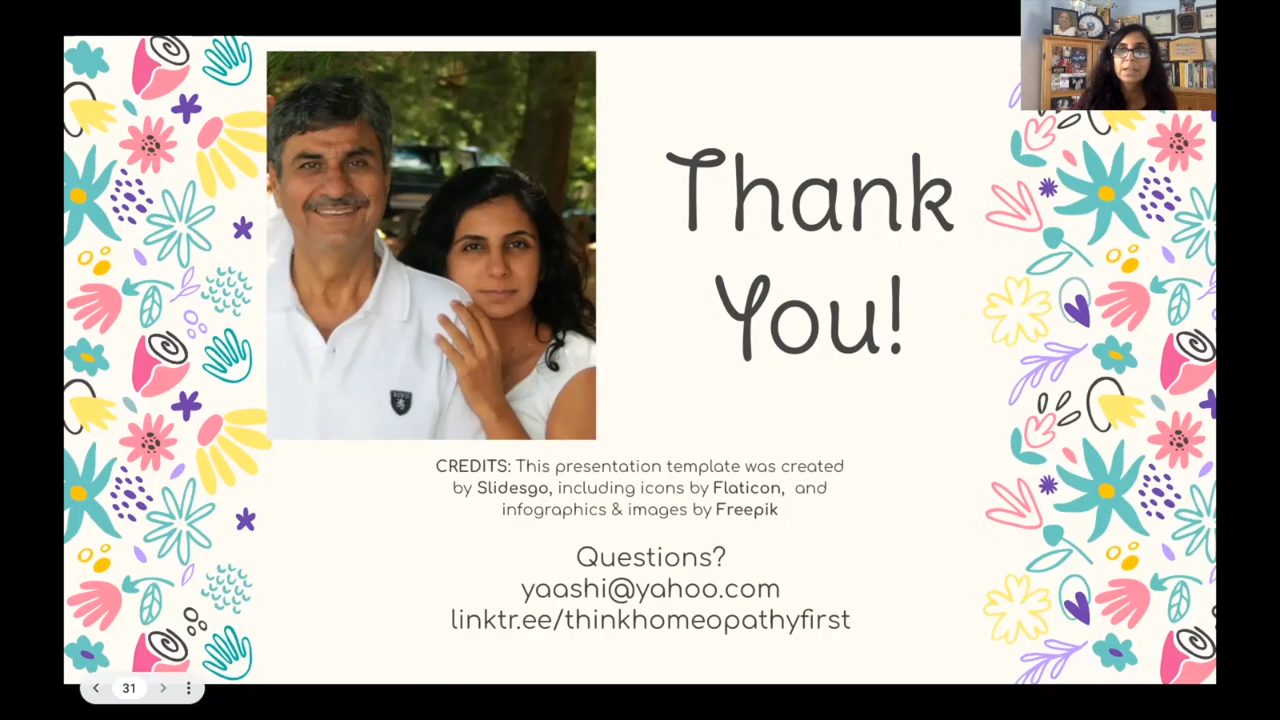 Thank
You!
CREDITS: This presentation template was created
by Slidesgo, including icons by Flaticon, and
infographics & images by Freepik
Questions?
yaashi@yahoo.com
linktr.ee/thinkhomeopathyfirst
31